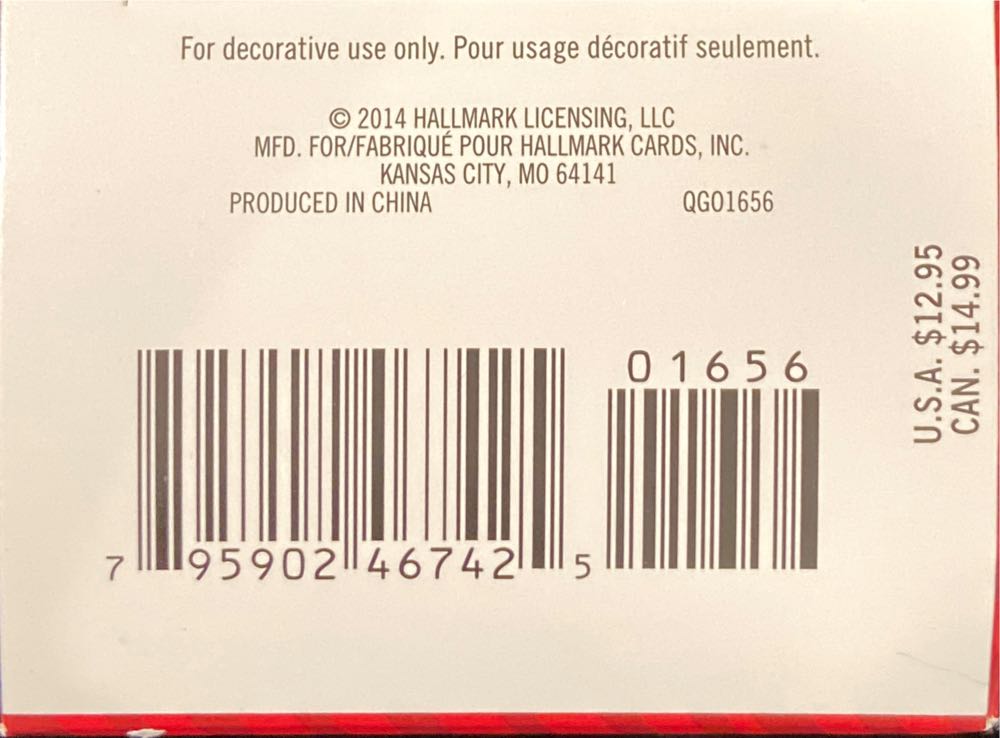 For decorative use only. Pour usage décoratif seulement.
© 2014 HALLMARK LICENSING, LLC
MFD. FOR/FABRIQUÉ POUR HALLMARK CARDS, INC.
KANSAS CITY, MO 64141
PRODUCED IN CHINA QGO1656
U.S.A. $12.95
CAN. $14.99
01656
7 95902 46742 5